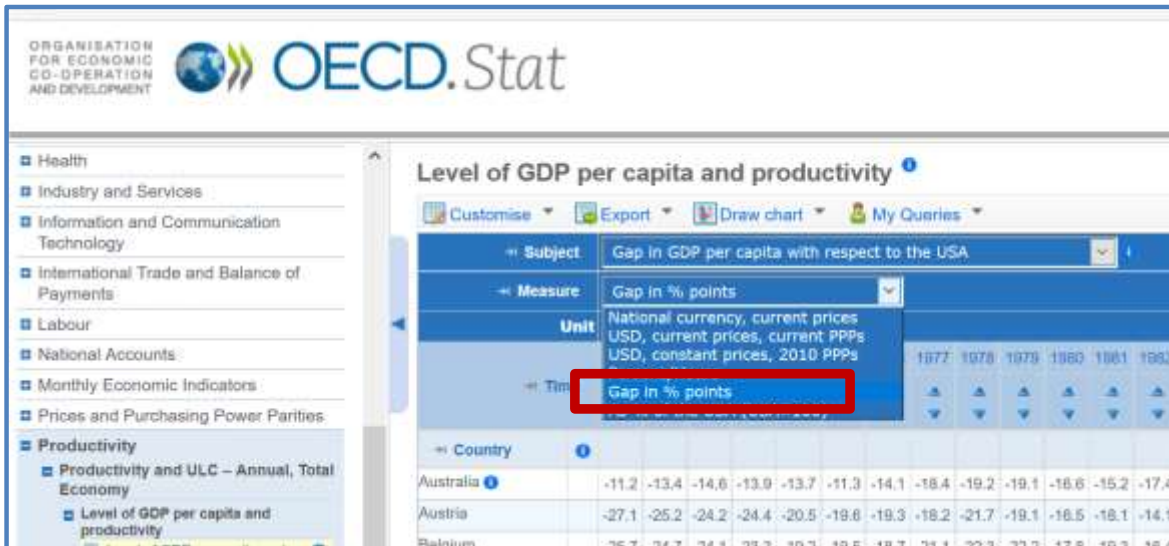 ORGANISATION
FOR ECONOMIC
CO-OPERATION
AND DEVELOPMENT
OECD.Stat
Health
Industry and Services
Information and Communication
Technology
International Trade and Balance of
Payments
Labour
National Accounts
Monthly Economic Indicators
Prices and Purchasing Power Parities
Productivity
Productivity and ULC – Annual, Total
Economy
Level of GDP per capita and
productivity
Level of GDP per capita and productivity
Customise Export Draw chart My Queries
Subject Gap in GDP per capita with respect to the USA
Measure Gap in % points
Unit National currency, current prices
USD, current prices, current PPPs
USD, constant prices, 2010 PPPs
Gap in % points
1977 1978 1979 1980 1981 1982
Country
Australia -11.2 -13.4 -14.6 -13.9 -13.7 -11.3 -14.1 -18.4 -19.2 -19.1 -16.6 -15.2 -17.4
Austria -27.1 -25.2 -24.2 -24.4 -20.5 -19.6 -19.3 -18.2 -21.7 -19.1 -16.5 -16.1 -14.1
Belgium